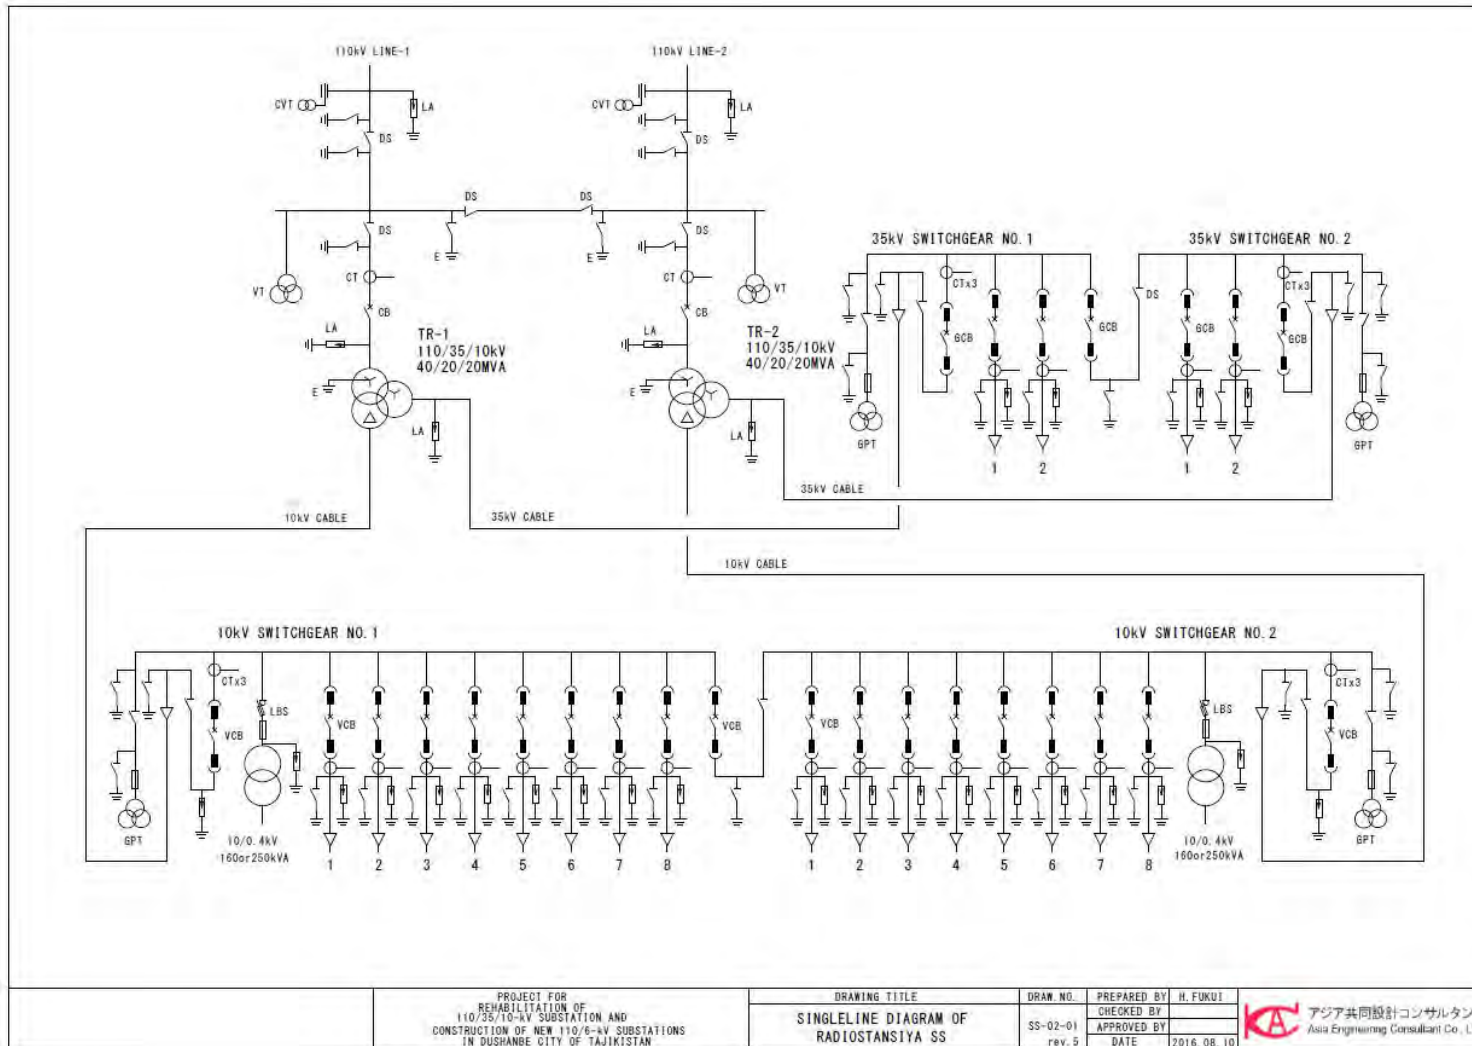 110kV LINE-1
110kV LINE-2
CVT
LA
CVT
LA
DS
DS
DS
DS
DS
DS
E
E
CT
CT
VT
VT
CB
CB
LA
LA
TR-1
110/35/10kV
40/20/20MVA
TR-2
110/35/10kV
40/20/20MVA
E
E
LA
LA
35kV SWITCHGEAR NO.1
35kV SWITCHGEAR NO.2
CTx3
DS
CTx3
GCB
GCB
GCB
GCB
GPT
GPT
1
2
1
2
35kV CABLE
10kV CABLE
35kV CABLE
10kV CABLE
10kV SWITCHGEAR NO.1
10kV SWITCHGEAR NO.2
CTx3
CTx3
LBS
LBS
VCB
VCB
VCB
VCB
VCB
GPT
GPT
10/0.4kV
160or250kVA
10/0.4kV
160or250kVA
1 2 3 4 5 6 7 8
1 2 3 4 5 6 7 8
PROJECT FOR
REHABILITATION OF
110/35/10-kV SUBSTATION AND
CONSTRUCTION OF NEW 110/6-kV SUBSTATIONS
IN DUSHANBE CITY OF TAJIKISTAN
DRAWING TITLE
SINGLELINE DIAGRAM OF
RADIOSTANSIYA SS
DRAW.NO.
SS-02-01
rev.5
PREPARED BY H.FUKUI
CHECKED BY
APPROVED BY
DATE 2016.08.10
アジア共同設計コンサルタン
Asia Engineering Consultant Co., L